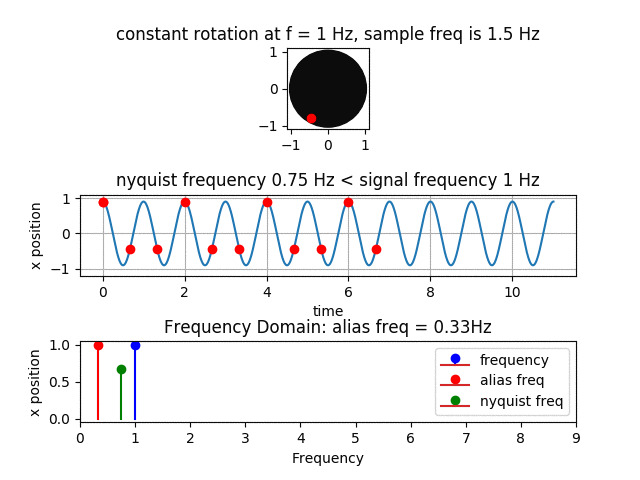 constant rotation at f = 1 Hz, sample freq is 1.5 Hz
1
0
−1
−1 0 1
nyquist frequency 0.75 Hz < signal frequency 1 Hz
1
0
−1
x position
0 2 4 6 8 10
time
Frequency Domain: alias freq = 0.33Hz
1.0
0.5
0.0
x position
frequency
alias freq
nyquist freq
0 1 2 3 4 5 6 7 8 9
Frequency